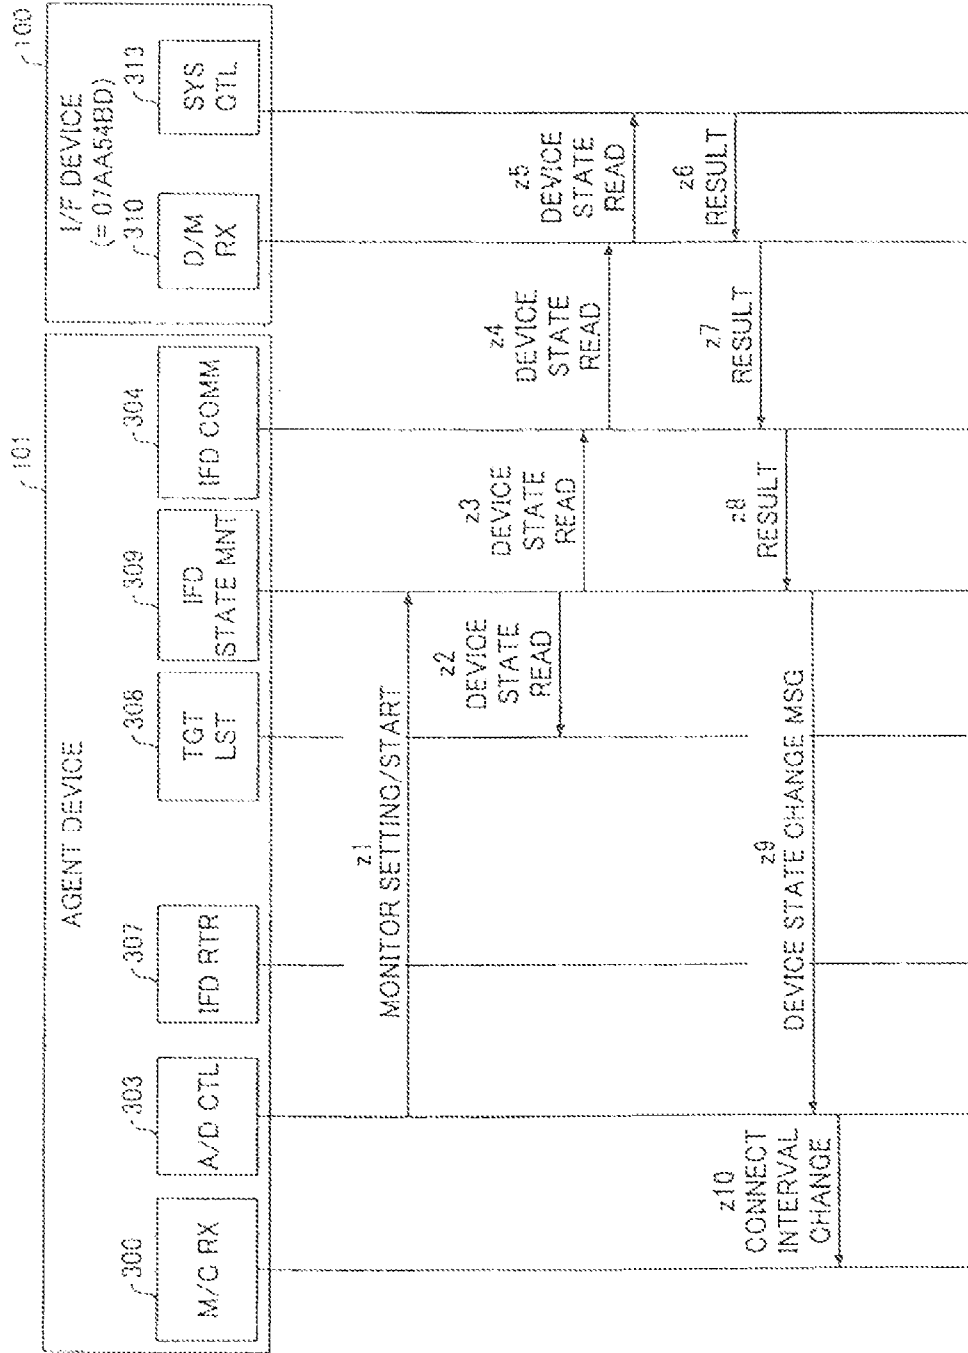 101
100
AGENT DEVICE
I/F DEVICE
(= 07AA54BD)
300
303
307
308
309
304
310
313
M/C RX
A/D CTL
IFD RTR
TGT
LST
IFD
STATE MNT
IFD COMM
D/M
RX
SYS
CTL
z1
MONITOR SETTING/START
z2
DEVICE
STATE
READ
z3
DEVICE
STATE
READ
z4
DEVICE
STATE
READ
z5
DEVICE
STATE
READ
z6
RESULT
z7
RESULT
z8
RESULT
z9
DEVICE STATE CHANGE MSG
z10
CONNECT
INTERVAL
CHANGE